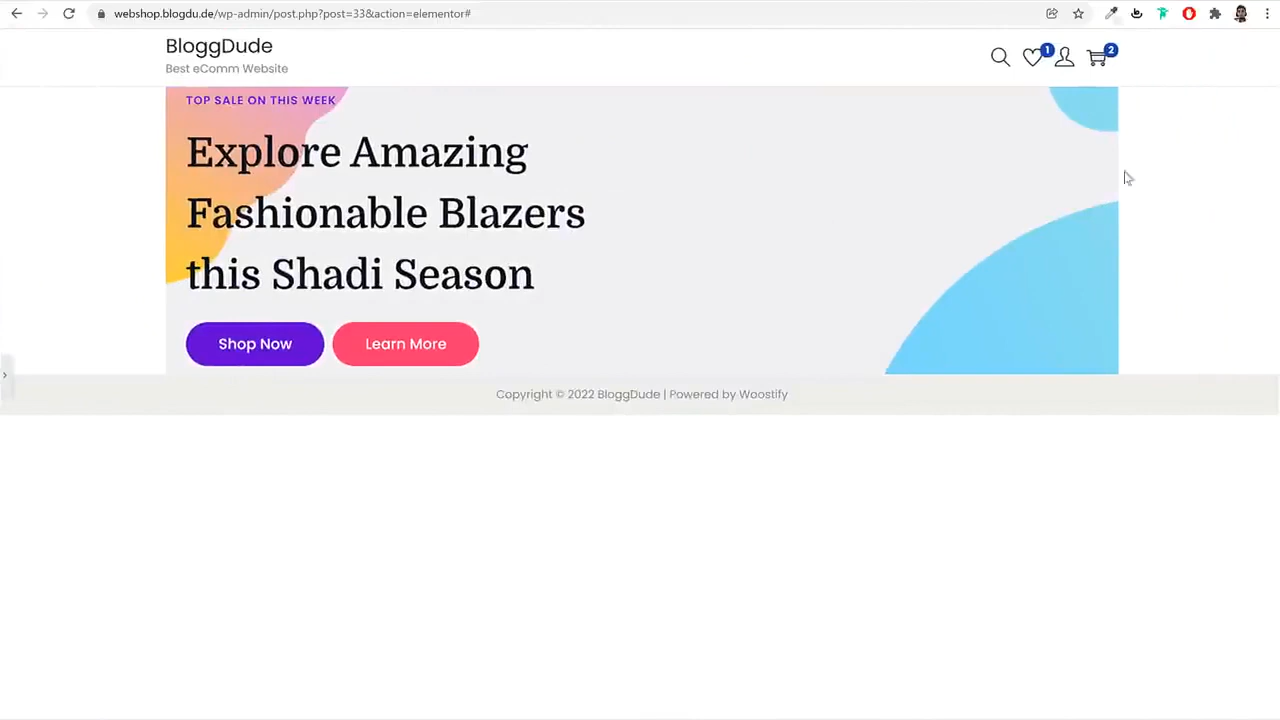 webshop.blogdu.de/wp-admin/post.php?post=33&action=elementor#
BloggDude
Best eComm Website
1
2
TOP SALE ON THIS WEEK
Explore Amazing
Fashionable Blazers
this Shadi Season
Shop Now
Learn More
Copyright © 2022 BloggDude | Powered by Woostify